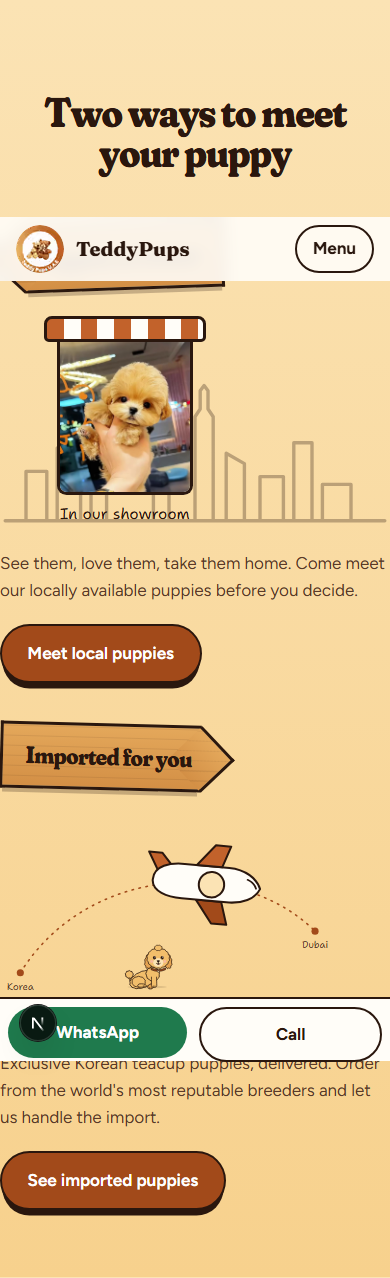 Two ways to meet
your puppy
TeddyPups
Menu
In our showroom
See them, love them, take them home. Come meet
our locally available puppies before you decide.
Meet local puppies
Imported for you
Dubai
Korea
N
WhatsApp
Call
Exclusive Korean teacup puppies, delivered. Order
from the world's most reputable breeders and let
us handle the import.
See imported puppies